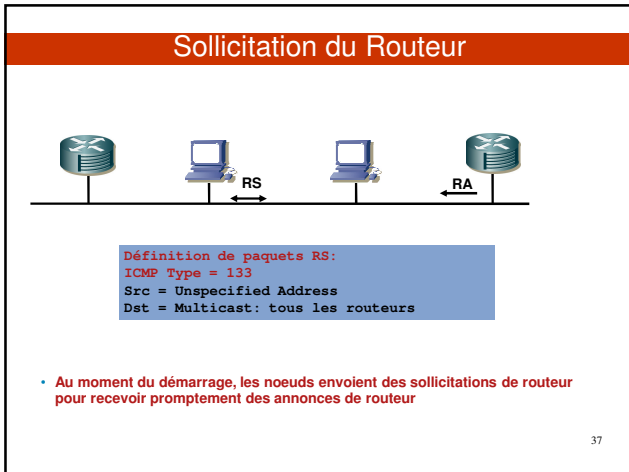 Sollicitation du Routeur
RS
RA
Définition de paquets RS:
ICMP Type = 133
Src = Unspecified Address
Dst = Multicast: tous les routeurs
• Au moment du démarrage, les noeuds envoient des sollicitations de routeur
pour recevoir promptement des annonces de routeur
37